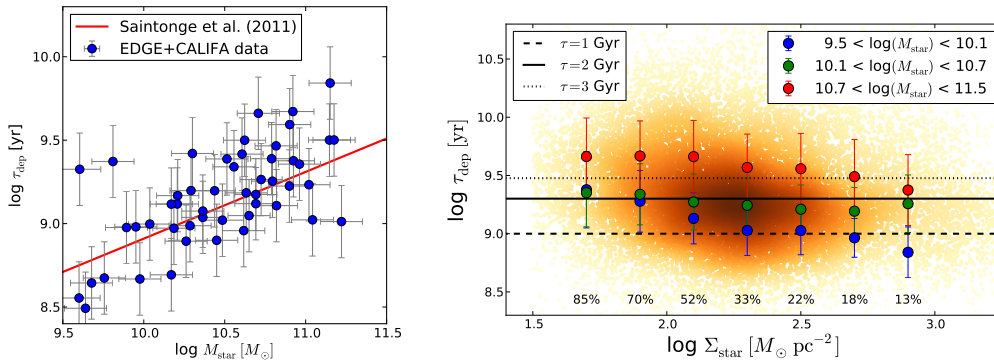 Saintonge et al. (2011)
EDGE+CALIFA data
10.0
9.5
9.0
8.5
log τdep [yr]
9.5 10.0 10.5 11.0 11.5
log Mstar [M⊙]
τ=1 Gyr
τ=2 Gyr
τ=3 Gyr
9.5 < log(Mstar) < 10.1
10.1 < log(Mstar) < 10.7
10.7 < log(Mstar) < 11.5
10.5
10.0
9.5
9.0
8.5
log τdep [yr]
85% 70% 52% 33% 22% 18% 13%
1.5 2.0 2.5 3.0
log Σstar [M⊙ pc−2]